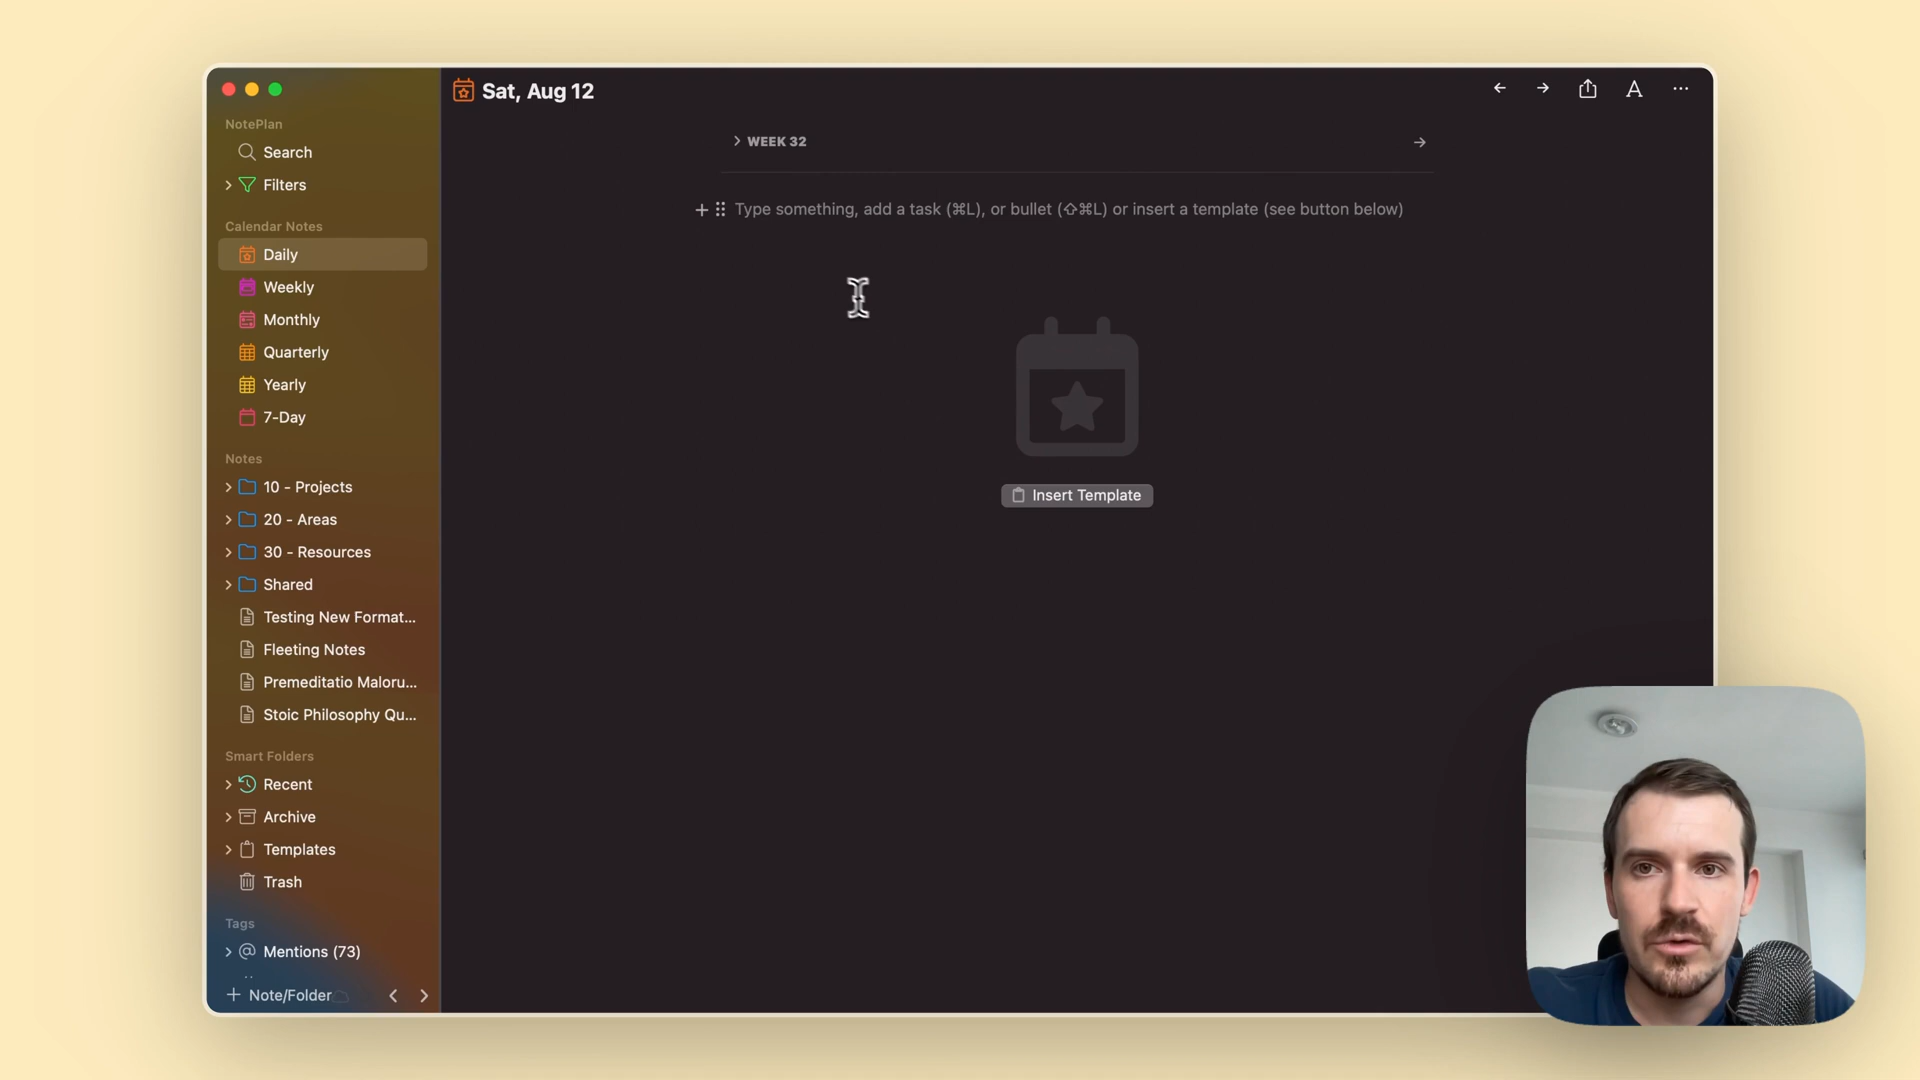 NotePlan
Search
Filters
Calendar Notes
Daily
Weekly
Monthly
Quarterly
Yearly
7-Day
Notes
10 - Projects
20 - Areas
30 - Resources
Shared
Testing New Format...
Fleeting Notes
Premeditatio Maloru...
Stoic Philosophy Qu...
Smart Folders
Recent
Archive
Templates
Trash
Tags
@ Mentions (73)
+ Note/Folder
Sat, Aug 12
WEEK 32
Type something, add a task (⌘L), or bullet (⇧⌘L) or insert a template (see button below)
Insert Template